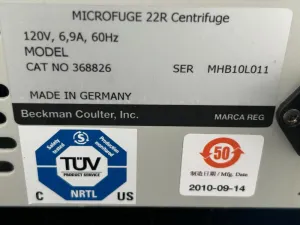 MICROFUGE 22R Centrifuge
120V, 6,9A, 60Hz
MODEL
CAT NO 368826 SER MHB10L011
MADE IN GERMANY
Beckman Coulter, Inc. MARCA REG
Safety tested
Production monitored
TÜV
PRODUCT SERVICE
C NRTL US
50
制造日期 / Mfg. Date
2010-09-14